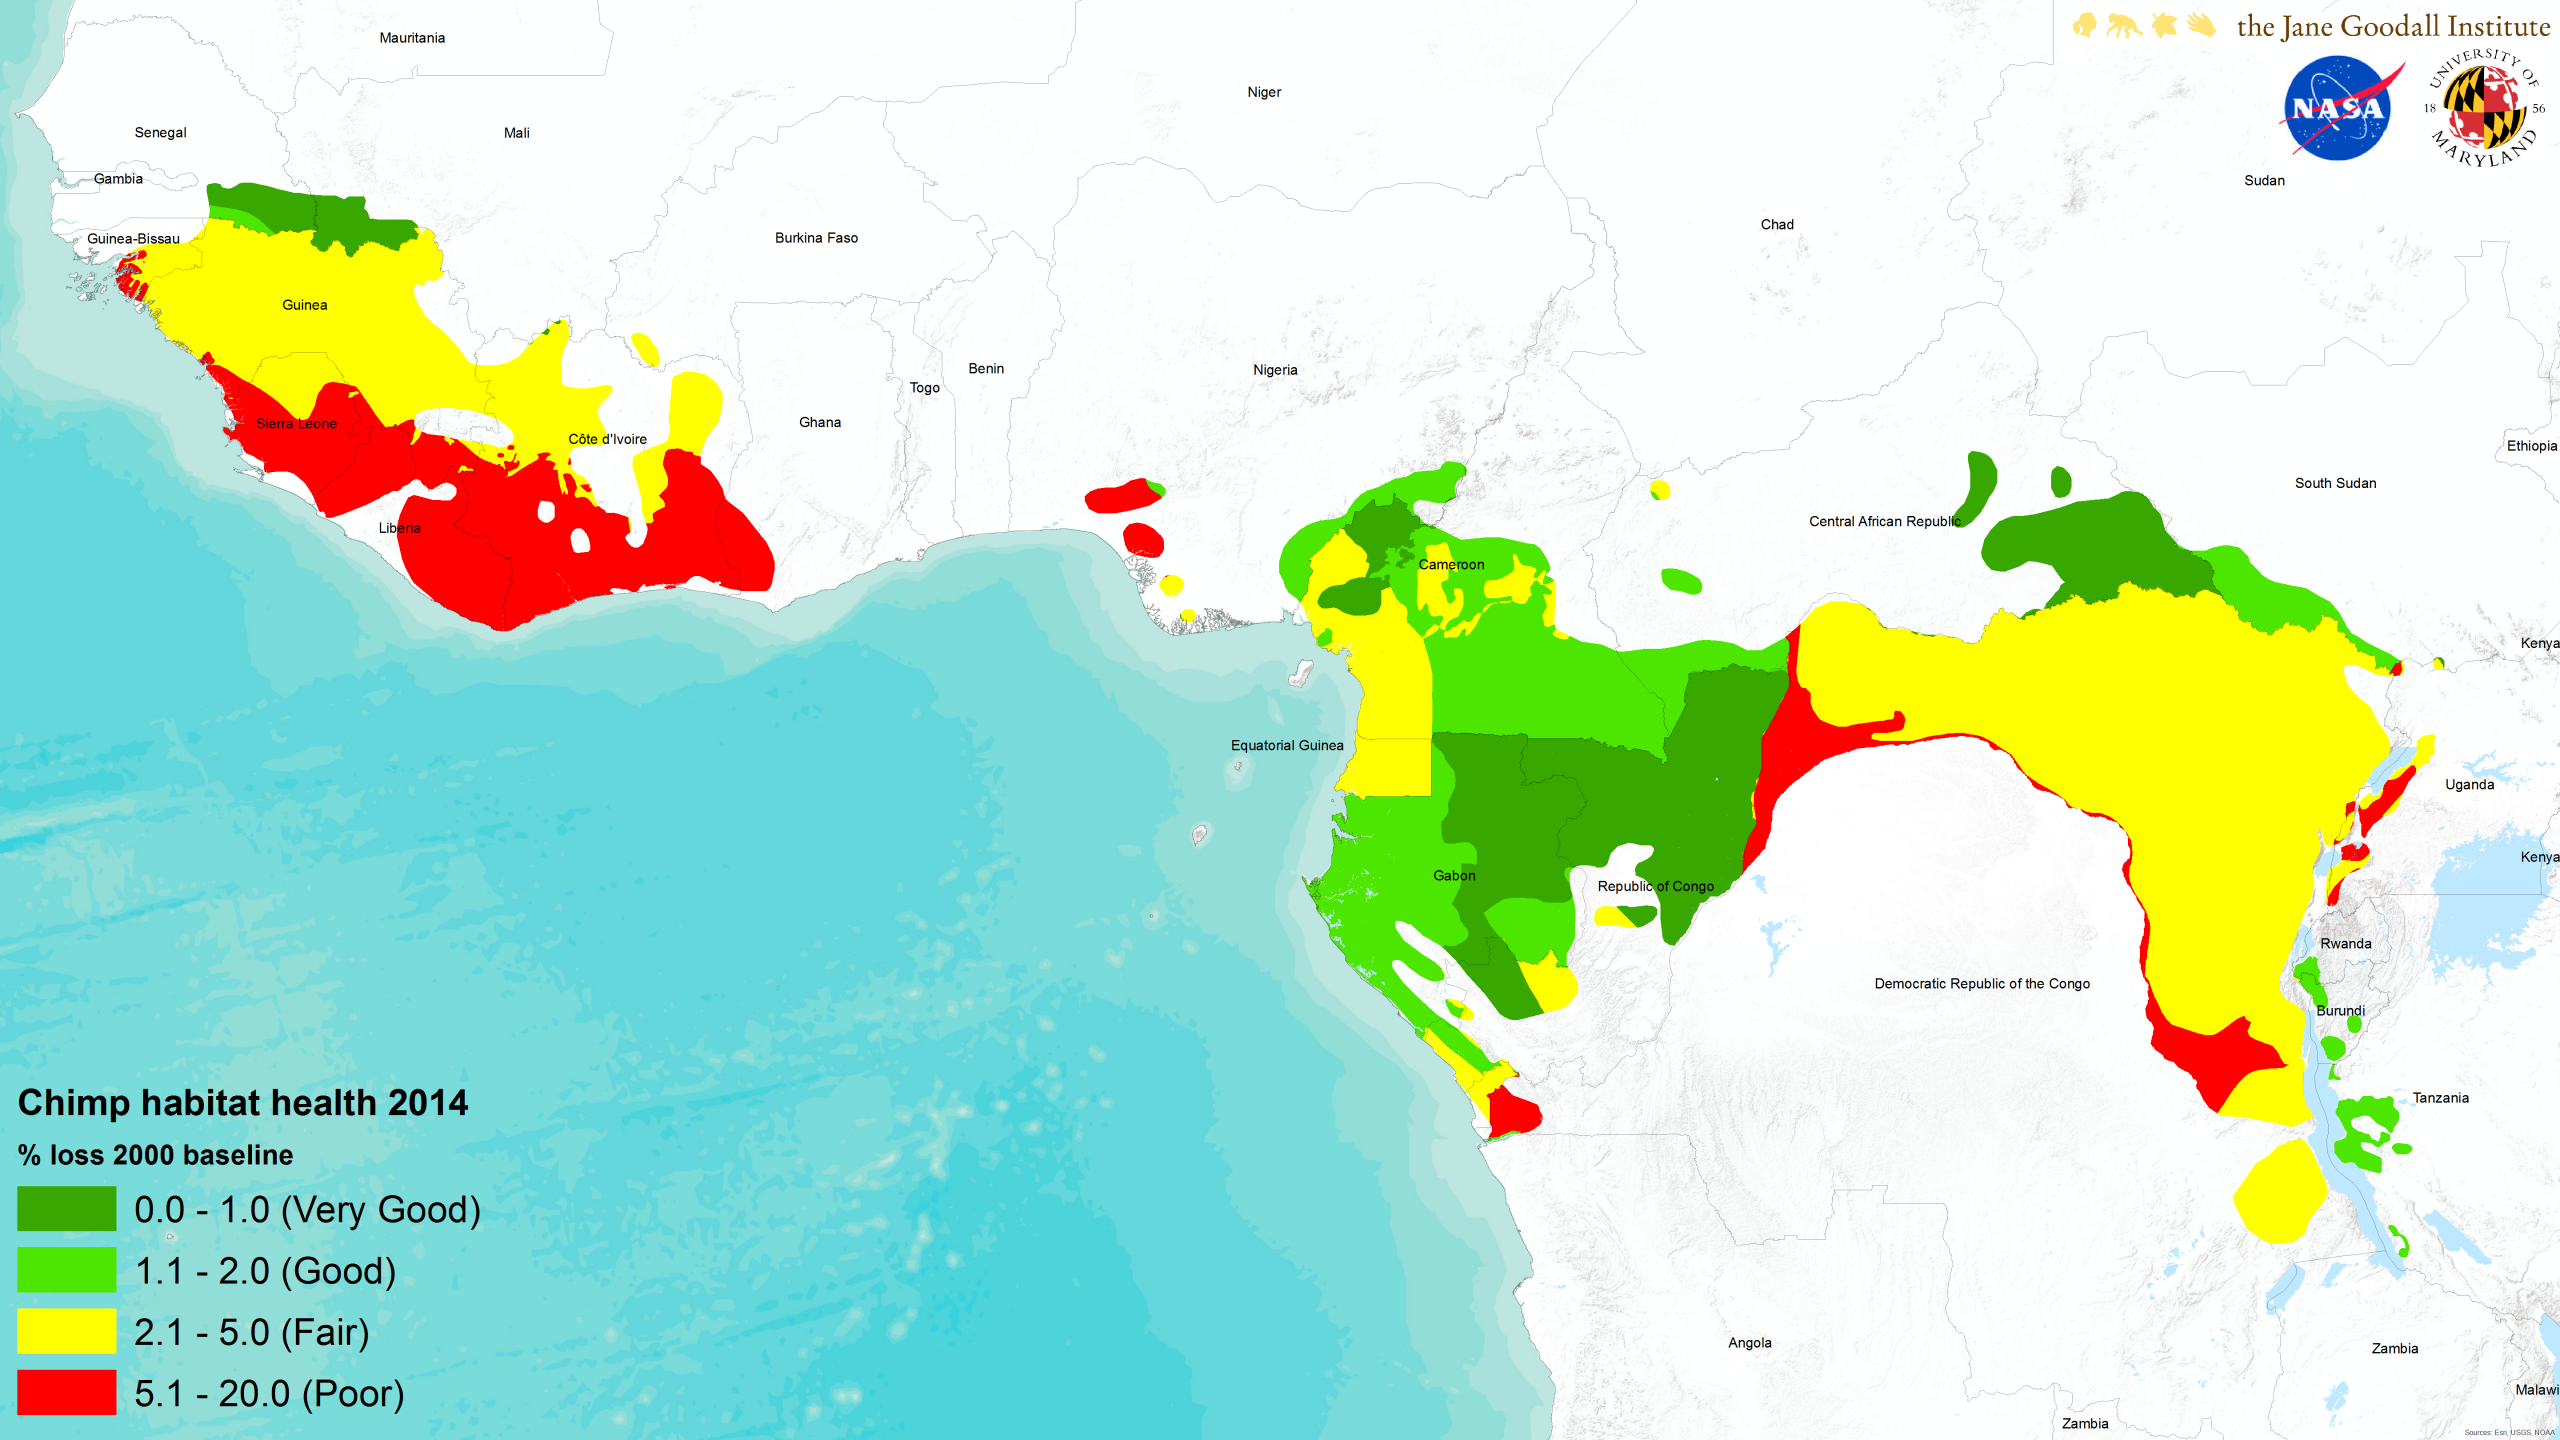 the Jane Goodall Institute
NASA
UNIVERSITY OF
18 56
MARYLAND
Mauritania
Niger
Senegal
Mali
Gambia
Sudan
Chad
Guinea-Bissau
Burkina Faso
Guinea
Benin
Nigeria
Togo
Sierra Leone
Ghana
Côte d'Ivoire
Ethiopia
South Sudan
Central African Republic
Liberia
Cameroon
Kenya
Equatorial Guinea
Uganda
Kenya
Gabon
Republic of Congo
Rwanda
Democratic Republic of the Congo
Burundi
Tanzania
Angola
Zambia
Malawi
Zambia
Chimp habitat health 2014
% loss 2000 baseline
0.0 - 1.0 (Very Good)
1.1 - 2.0 (Good)
2.1 - 5.0 (Fair)
5.1 - 20.0 (Poor)
Sources: Esri, USGS, NOAA